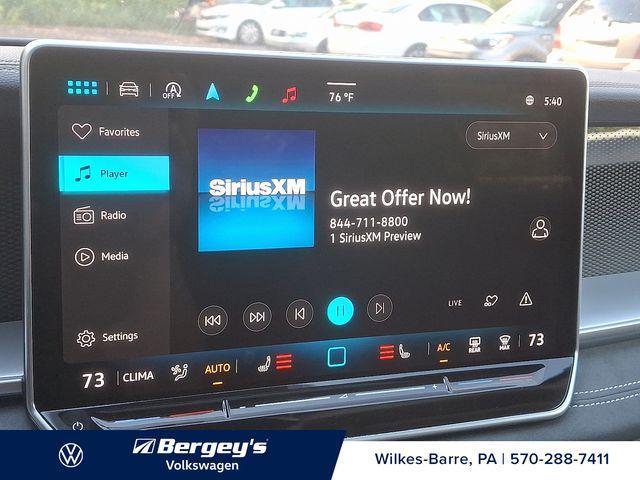 OFF
76 °F
5:40
Favorites
Player
Radio
Media
Settings
SiriusXM
SiriusXM
Great Offer Now!
844-711-8800
1 SiriusXM Preview
LIVE
73
CLIMA
AUTO
A/C
REAR
MAX
73
Bergey's
Volkswagen
Wilkes-Barre, PA | 570-288-7411